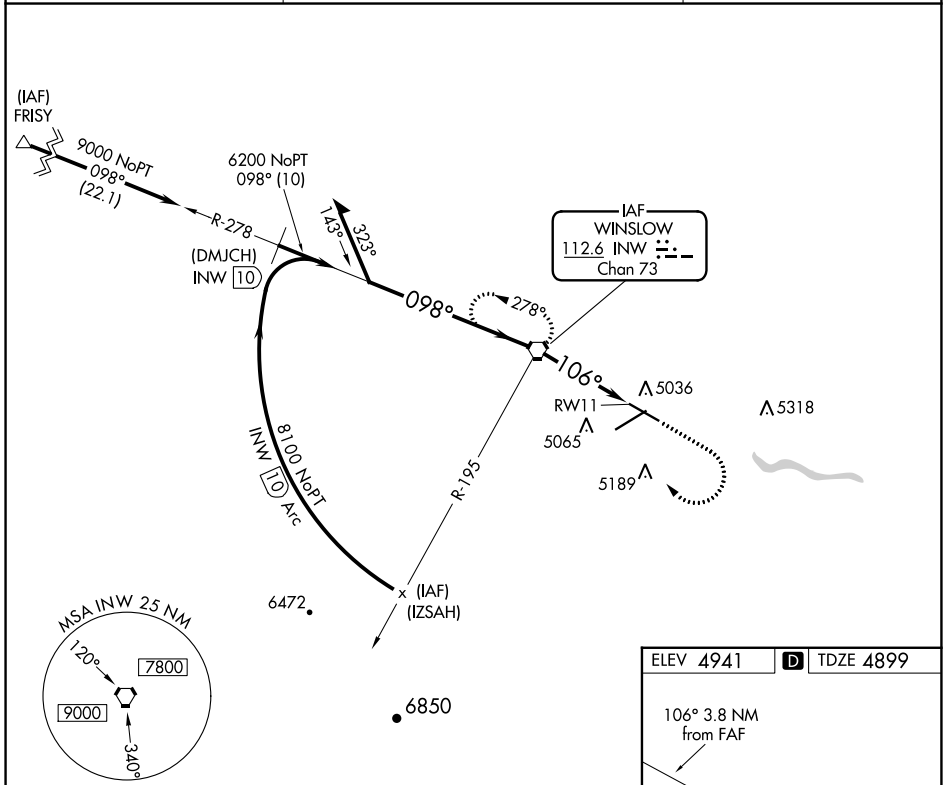 (IAF)
FRISY
9000 NoPT
098°
(22.1)
R-278
6200 NoPT
098° (10)
(DMJCH)
INW 10
143°
323°
098°
278°
IAF
WINSLOW
112.6 INW
Chan 73
106°
RW11
5036
5065
5318
5189
8100 NoPT
INW 10 Arc
R-195
(IAF)
(IZSAH)
6472
6850
MSA INW 25 NM
120°
7800
9000
340°
ELEV 4941 D TDZE 4899
106° 3.8 NM
from FAF